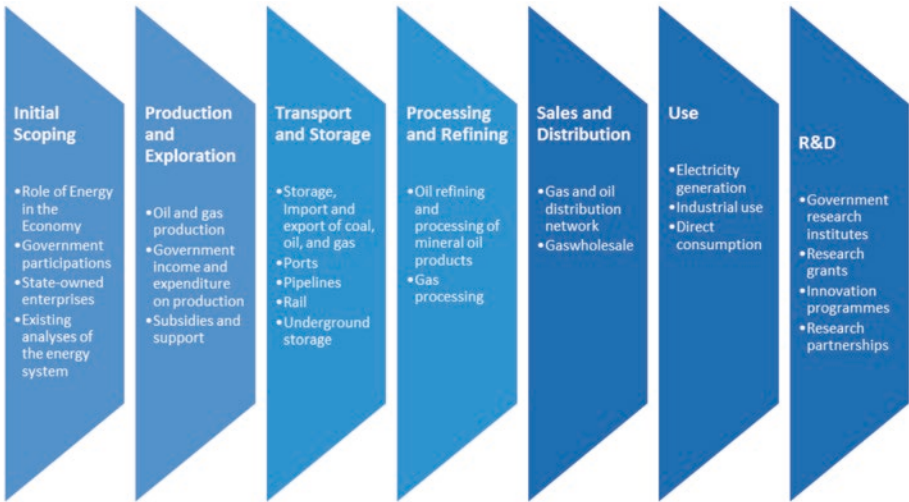 Initial
Scoping
•Role of Energy
in the
Economy
•Government
participations
•State-owned
enterprises
•Existing
analyses of
the energy
system
Production
and
Exploration
•Oil and gas
production
•Government
income and
expenditure
on production
•Subsidies and
support
Transport
and Storage
•Storage,
Import and
export of coal,
oil, and gas
•Ports
•Pipelines
•Rail
•Underground
storage
Processing
and Refining
•Oil refining
and
processing of
mineral oil
products
•Gas
processing
Sales and
Distribution
•Gas and oil
distribution
network
•Gaswholesale
Use
•Electricity
generation
•Industrial use
•Direct
consumption
R&D
•Government
research
institutes
•Research
grants
•Innovation
programmes
•Research
partnerships